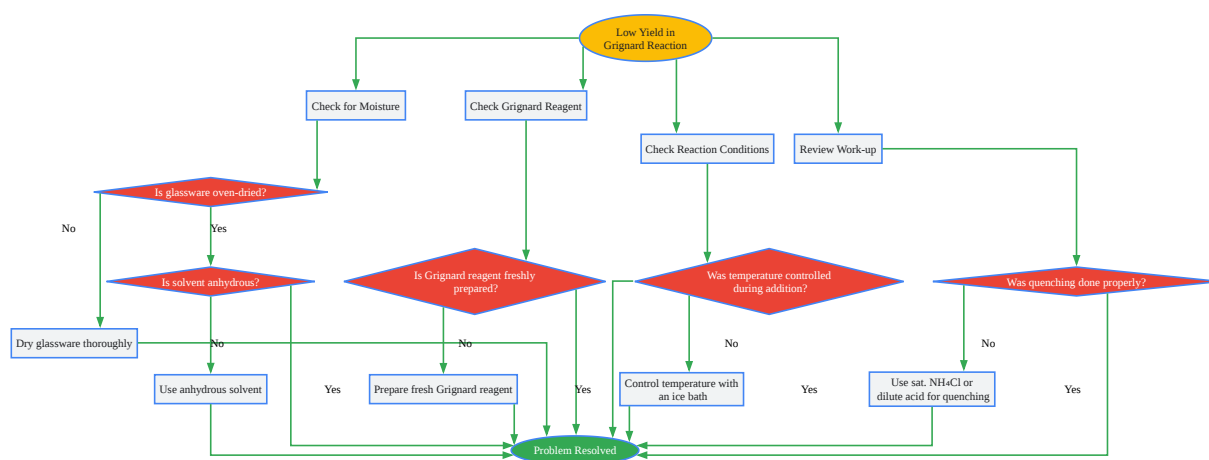 Low Yield in
Grignard Reaction
Check for Moisture
Check Grignard Reagent
Check Reaction Conditions
Review Work-up
Is glassware oven-dried?
No
Yes
Is solvent anhydrous?
Is Grignard reagent freshly
prepared?
Was temperature controlled
during addition?
Was quenching done properly?
Dry glassware thoroughly
No
No
No
No
Use anhydrous solvent
Yes
Prepare fresh Grignard reagent
Yes
Control temperature with
an ice bath
Yes
Use sat. NH₄Cl or
dilute acid for quenching
Yes
Problem Resolved